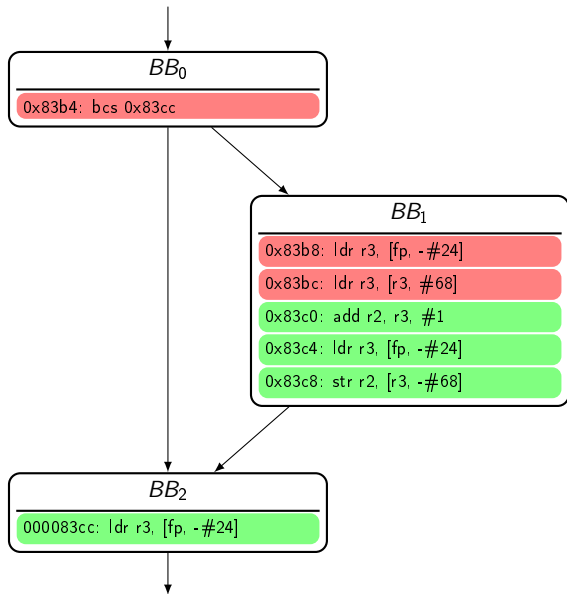 BB₀
0x83b4: bcs 0x83cc
BB₁
0x83b8: ldr r3, [fp, -#24]
0x83bc: ldr r3, [r3, #68]
0x83c0: add r2, r3, #1
0x83c4: ldr r3, [fp, -#24]
0x83c8: str r2, [r3, -#68]
BB₂
000083cc: ldr r3, [fp, -#24]